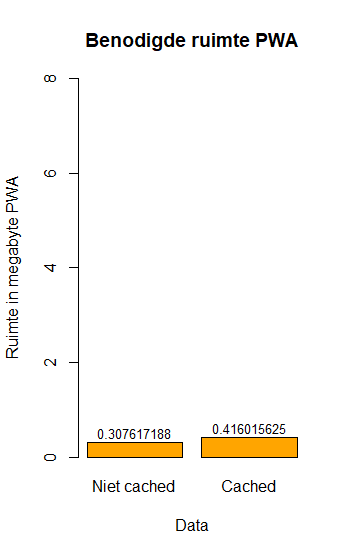 Benodigde ruimte PWA
Ruimte in megabyte PWA
8
6
4
2
0
0.307617188
0.416015625
Niet cached
Cached
Data